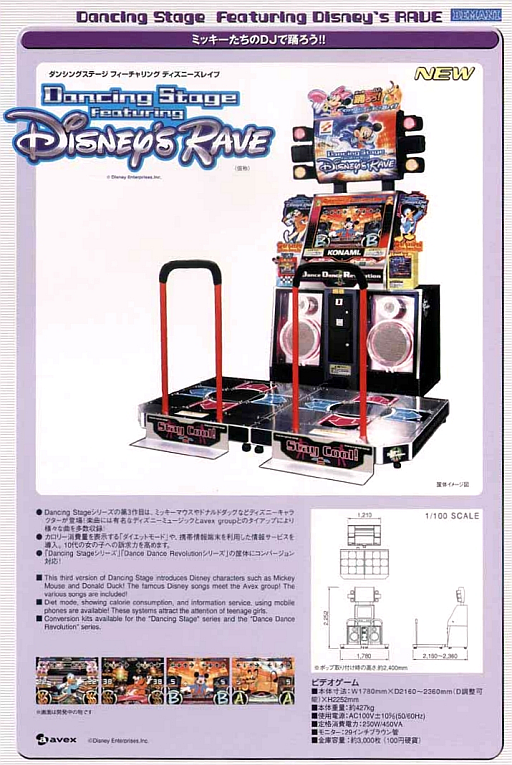 Dancing Stage Featuring Disney's RAVE BEMANI
ミッキーたちのDJで踊ろう!!
ダンシングステージ フィーチャリング ディズニーズレイブ
NEW
Dancing Stage
featuring
DISNEY'S RAVE
(仮称)
© Disney Enterprises,Inc.
踊ろう!
Dancing Stage
DISNEY'S RAVE
KONAMI
Dance Dance Revolution
Stay Cool!
Stay Cool!
筐体イメージ図
● Dancing Stageシリーズの第3作目は、ミッキーマウスやドナルドダックなどディズニーキャラ
クターが登場!楽曲には有名なディズニーミュージックとavex groupとのタイアップにより
様々な曲を多数収録!
● カロリー消費量を表示する「ダイエットモード」や、携帯情報端末を利用した情報サービスを
導入。10代の女の子への訴求力を高めます。
● 「Dancing Stageシリーズ」「Dance Dance Revolutionシリーズ」の筐体にコンバージョン
対応!
■ This third version of Dancing Stage introduces Disney characters such as Mickey
Mouse and Donald Duck! The famous Disney songs meet the Avex group! The
various songs are included!
■ Diet mode, showing calorie consumption, and information service, using mobile
phones are available! These systems attract the attention of teenage girls.
■ Conversion kits available for the "Dancing Stage" series and the "Dance Dance
Revolution" series.
1/100 SCALE
1,210
2,252
1,780
2,160~2,360
※ポップ取り付け時の高さ:約2,400mm
※画面は開発中の物です
avex ©Disney Enterprises,Inc.
ビデオゲーム
■本体寸法:W1780mm×D2160~2360mm(D調整可
能)×H2252mm
■本体重量:約427kg
■使用電源:AC100V±10%(50/60Hz)
■定格消費電力:250W/450VA
■モニター:29インチブラウン管
■金庫容量:約3,000枚(100円硬貨)